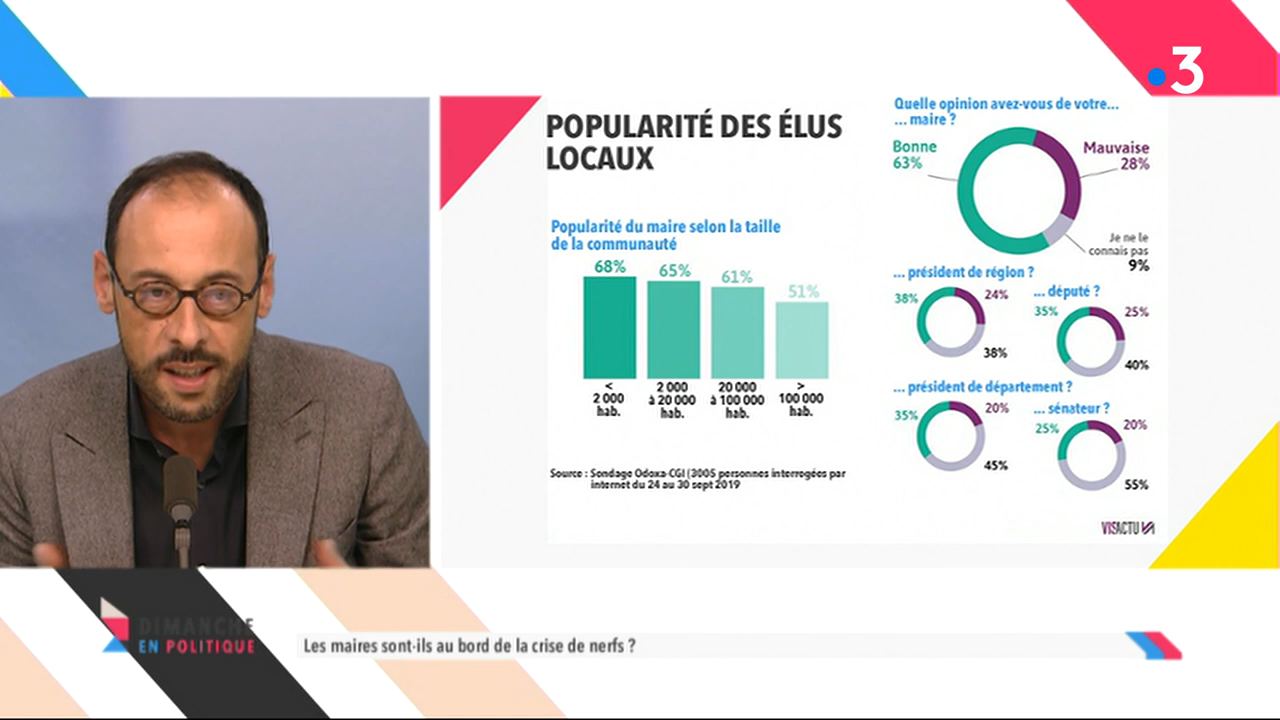 3
POPULARITÉ DES ÉLUS
LOCAUX
Popularité du maire selon la taille
de la communauté
68%
65%
61%
51%
<
2 000
hab.
2 000
à 20 000
hab.
20 000
à 100 000
hab.
>
100 000
hab.
Source : Sondage Odoxa-CGI (3005 personnes interrogées par
internet du 24 au 30 sept 2019
Quelle opinion avez-vous de votre...
... maire ?
Bonne
63%
Mauvaise
28%
Je ne le
connais pas
9%
... président de région ?
38%
24%
38%
... député ?
35%
25%
40%
... président de département ?
35%
20%
45%
... sénateur ?
25%
20%
55%
VISACTU
DIMANCHE
EN POLITIQUE
Les maires sont-ils au bord de la crise de nerfs ?